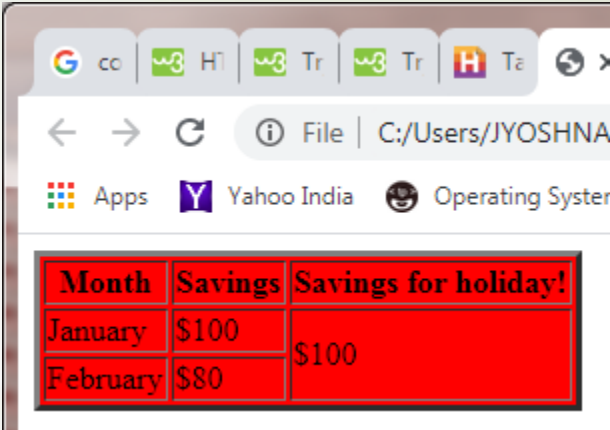 co HT Tr Tr Ta
File C:/Users/JYOSHNA
Apps Yahoo India Operating System
Month Savings Savings for holiday!
January $100 $100
February $80